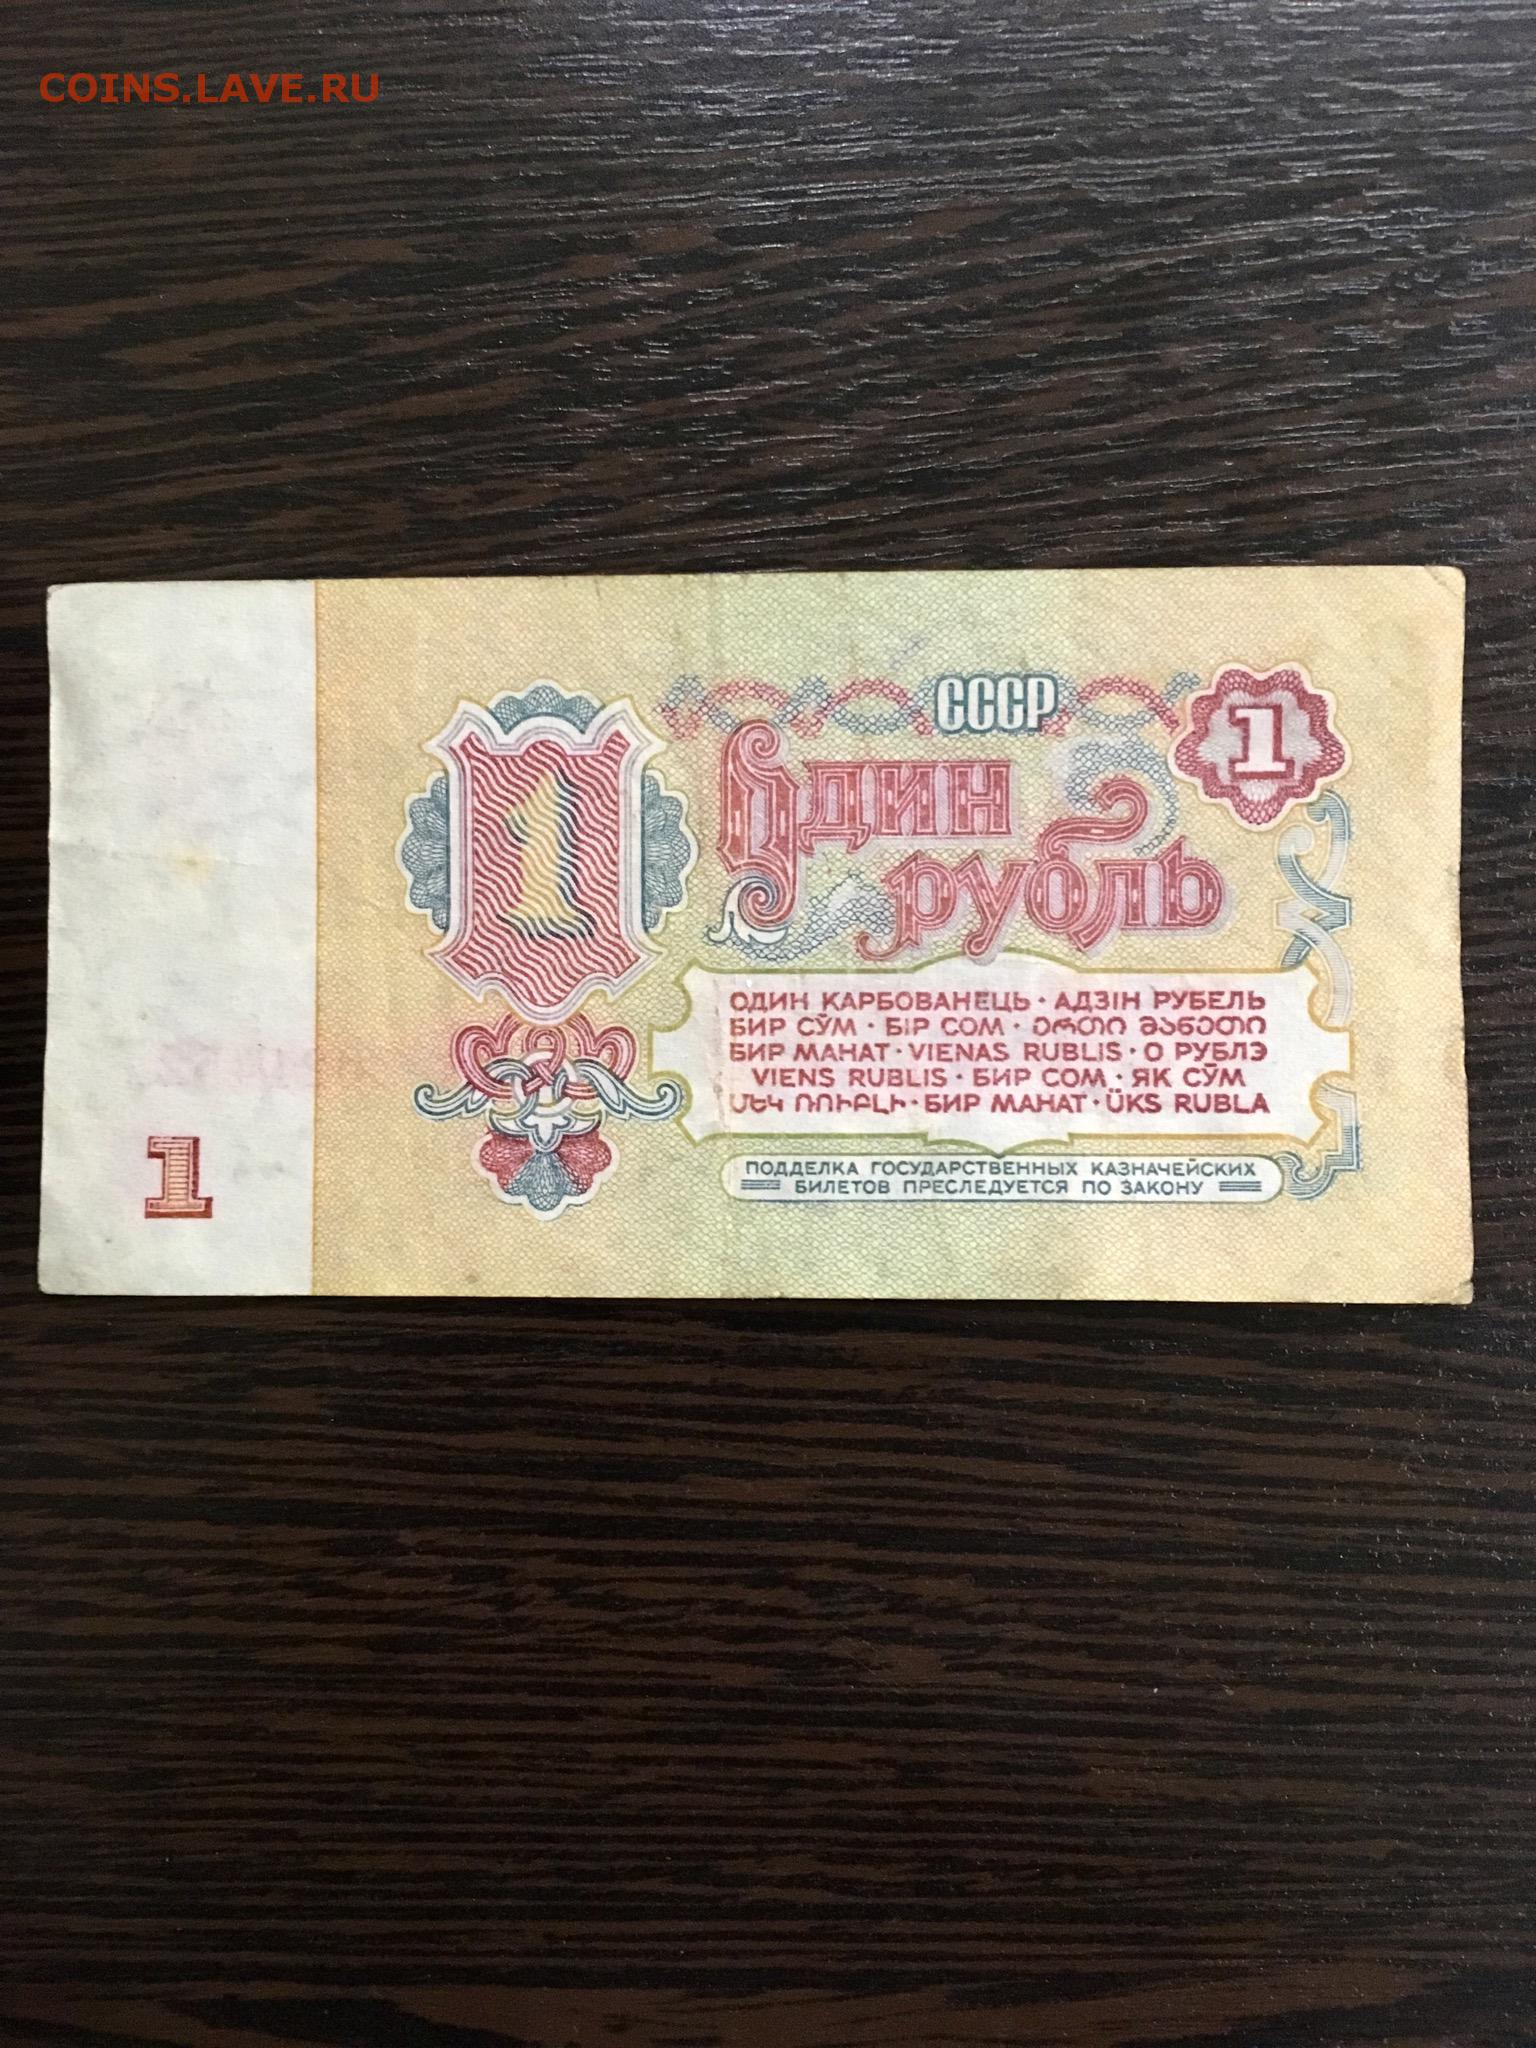 COINS.LAVE.RU
СССР
1
1
Один
рубль
ОДИН КАРБОВАНЕЦЬ · АДЗІН РУБЕЛЬ
БИР СЎМ · БІР СОМ · ერთი მანეთი
БИР МАНАТ · VIENAS RUBLIS · О РУБЛЭ
VIENS RUBLIS · БИР СОМ · ЯК СӮМ
ՄԵԿ ՌՈՒԲԼԻ · БИР МАНАТ · ÜKS RUBLA
ПОДДЕЛКА ГОСУДАРСТВЕННЫХ КАЗНАЧЕЙСКИХ
БИЛЕТОВ ПРЕСЛЕДУЕТСЯ ПО ЗАКОНУ
1